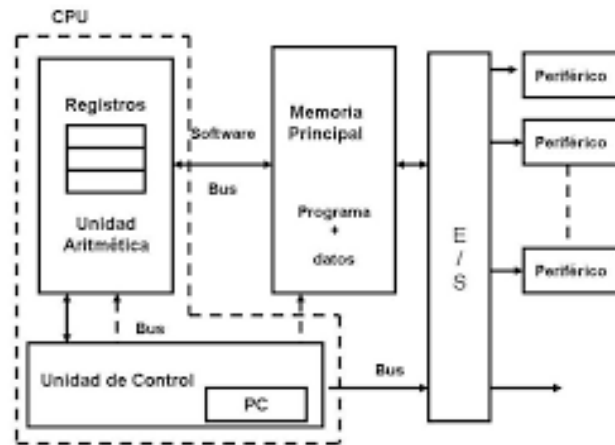 CPU
Registros
Unidad
Aritmética
Software
Bus
Memoria
Principal
Programa
+
datos
E
/
S
Periférico
Periférico
Periférico
Bus
Unidad de Control
PC
Bus